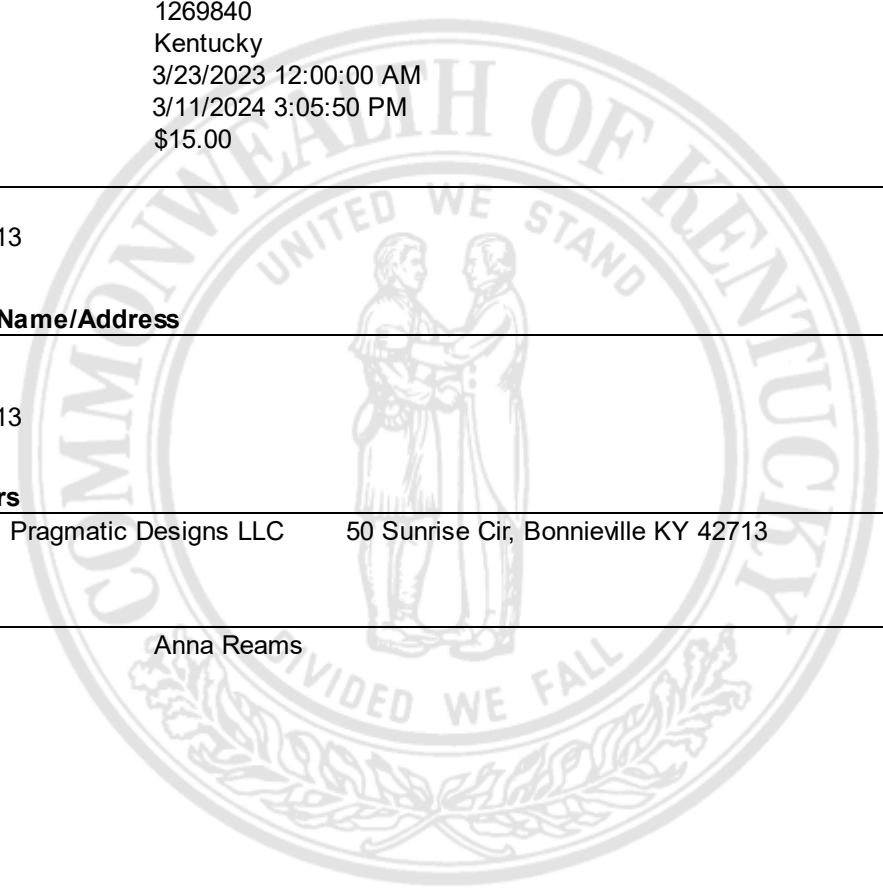 1269840
Kentucky
3/23/2023 12:00:00 AM
3/11/2024 3:05:50 PM
$15.00
COMMONWEALTH OF KENTUCKY
UNITED WE STAND
13
Name/Address
13
rs
Pragmatic Designs LLC 50 Sunrise Cir, Bonnieville KY 42713
Anna Reams
DIVIDED WE FALL